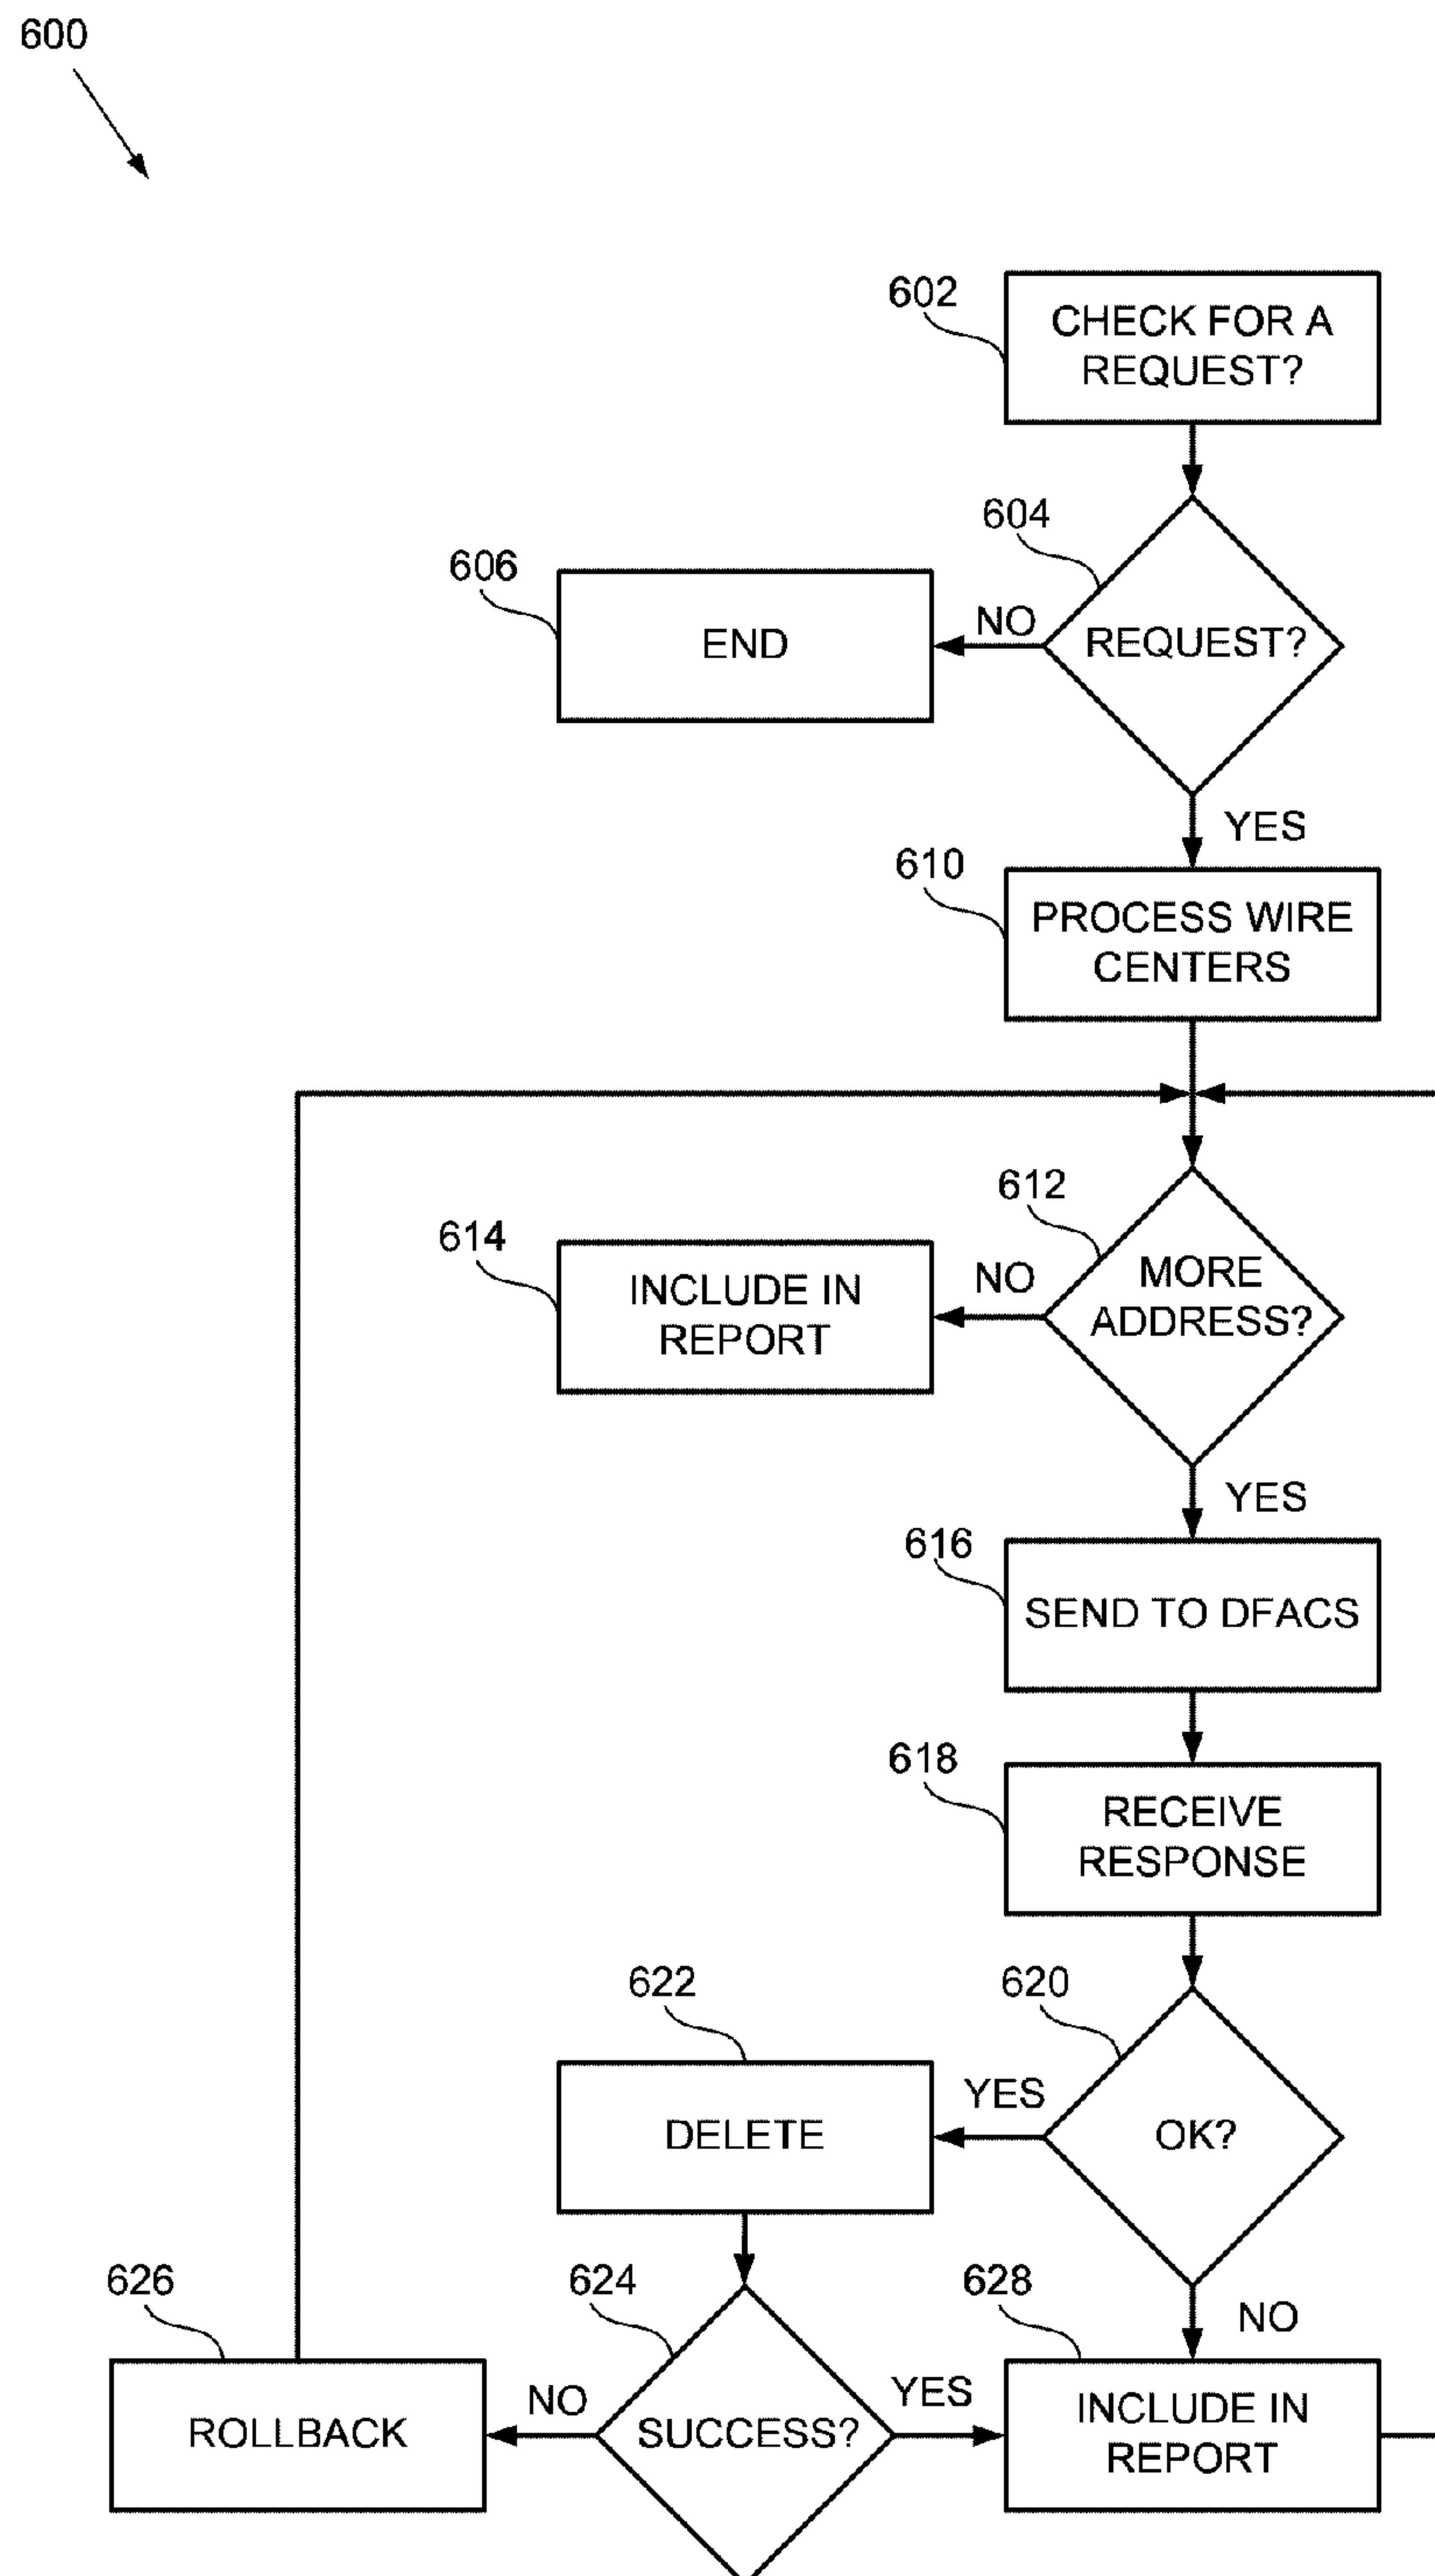 600
602
CHECK FOR A
REQUEST?
604
606
END
NO
REQUEST?
YES
610
PROCESS WIRE
CENTERS
612
614
INCLUDE IN
REPORT
NO
MORE
ADDRESS?
YES
616
SEND TO DFACS
618
RECEIVE
RESPONSE
622
620
DELETE
YES
OK?
626
624
628
NO
ROLLBACK
NO
SUCCESS?
YES
INCLUDE IN
REPORT